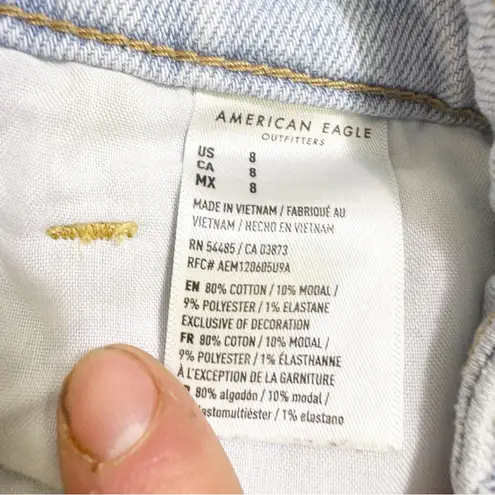 AMERICAN EAGLE
OUTFITTERS
US 8
CA 8
MX 8
MADE IN VIETNAM / FABRIQUÉ AU
VIETNAM / HECHO EN VIETNAM
RN 54485 / CA 03873
RFC# AEM120605U9A
EN 80% COTTON / 10% MODAL /
9% POLYESTER / 1% ELASTANE
EXCLUSIVE OF DECORATION
FR 80% COTON / 10% MODAL /
9% POLYESTER / 1% ÉLASTHANNE
À L'EXCEPTION DE LA GARNITURE
80% algodón / 10% modal /
elastomultiéster / 1% elastano